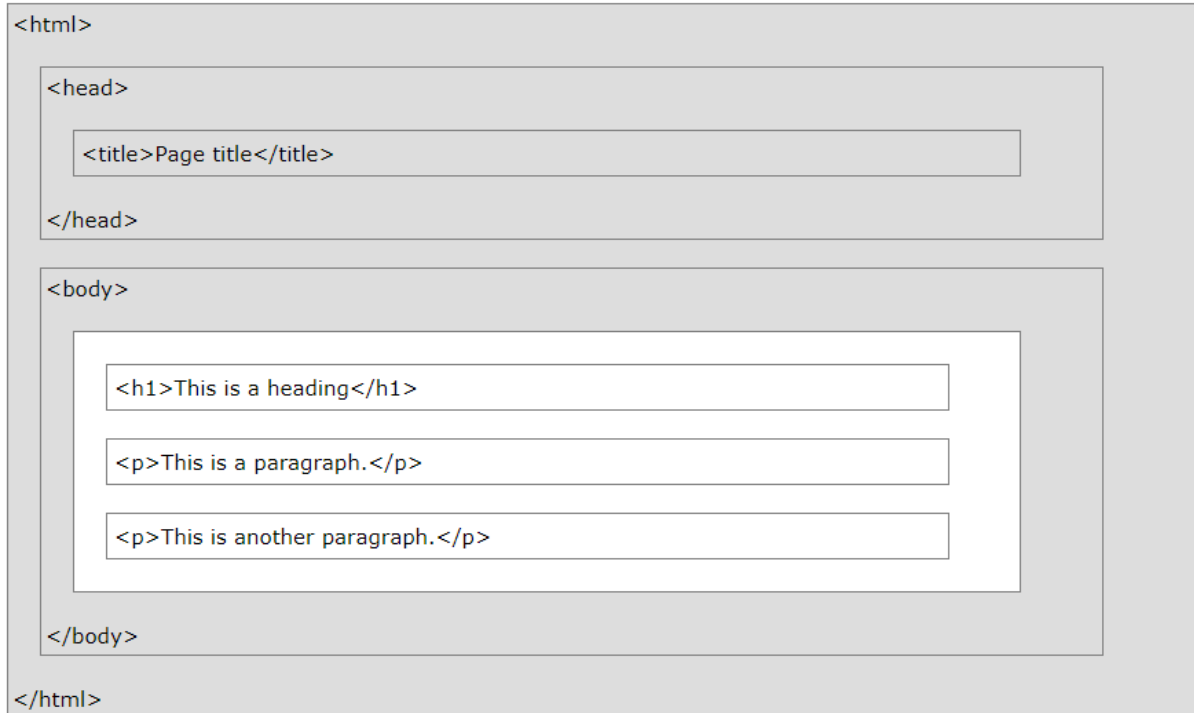 <html>
<head>
<title>Page title</title>
</head>
<body>
<h1>This is a heading</h1>
<p>This is a paragraph.</p>
<p>This is another paragraph.</p>
</body>
</html>